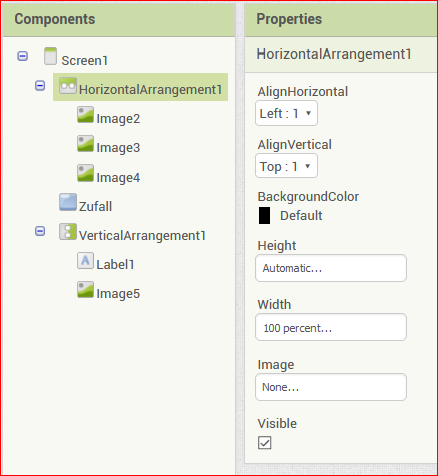 Components
Screen1
HorizontalArrangement1
Image2
Image3
Image4
Zufall
VerticalArrangement1
A Label1
Image5
Properties
HorizontalArrangement1
AlignHorizontal
Left : 1
AlignVertical
Top : 1
BackgroundColor
Default
Height
Automatic...
Width
100 percent...
Image
None...
Visible